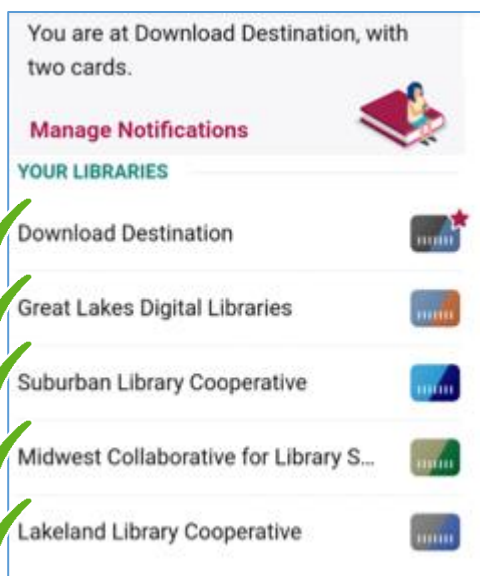 You are at Download Destination, with
two cards.
Manage Notifications
YOUR LIBRARIES
Download Destination
Great Lakes Digital Libraries
Suburban Library Cooperative
Midwest Collaborative for Library S...
Lakeland Library Cooperative